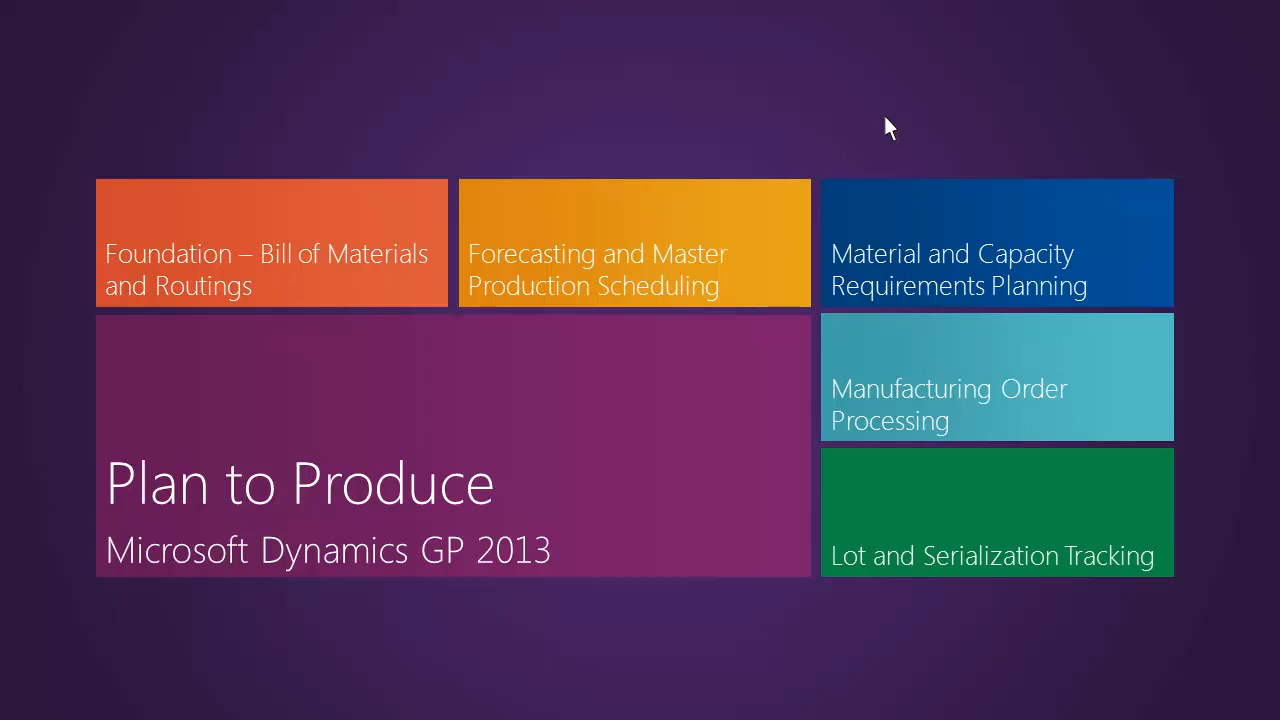 Foundation – Bill of Materials
and Routings
Forecasting and Master
Production Scheduling
Material and Capacity
Requirements Planning
Plan to Produce
Microsoft Dynamics GP 2013
Manufacturing Order
Processing
Lot and Serialization Tracking